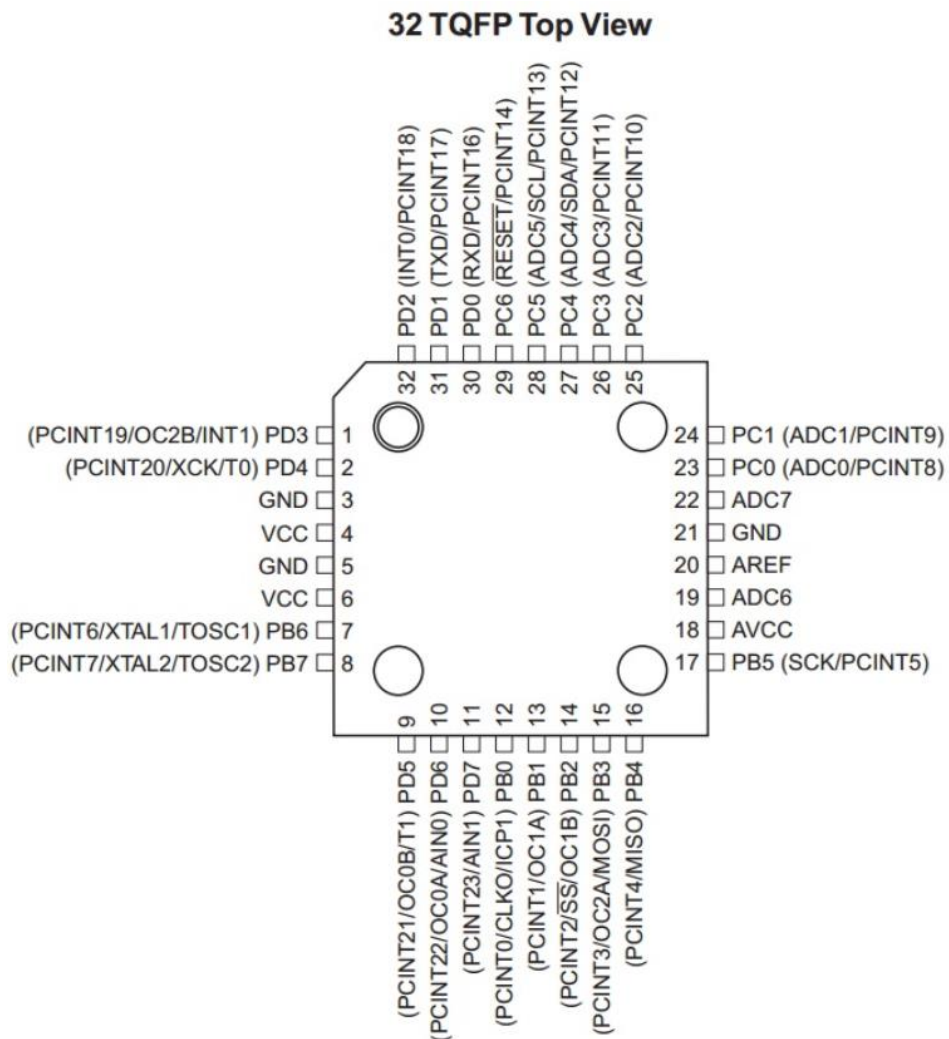 32 TQFP Top View
PD2 (INT0/PCINT18)
PD1 (TXD/PCINT17)
PD0 (RXD/PCINT16)
PC6 (RESET/PCINT14)
PC5 (ADC5/SCL/PCINT13)
PC4 (ADC4/SDA/PCINT12)
PC3 (ADC3/PCINT11)
PC2 (ADC2/PCINT10)
32 31 30 29 28 27 26 25
(PCINT19/OC2B/INT1) PD3 1
(PCINT20/XCK/T0) PD4 2
GND 3
VCC 4
GND 5
VCC 6
(PCINT6/XTAL1/TOSC1) PB6 7
(PCINT7/XTAL2/TOSC2) PB7 8
24 PC1 (ADC1/PCINT9)
23 PC0 (ADC0/PCINT8)
22 ADC7
21 GND
20 AREF
19 ADC6
18 AVCC
17 PB5 (SCK/PCINT5)
9 10 11 12 13 14 15 16
(PCINT21/OC0B/T1) PD5
(PCINT22/OC0A/AIN0) PD6
(PCINT23/AIN1) PD7
(PCINT0/CLKO/ICP1) PB0
(PCINT1/OC1A) PB1
(PCINT2/SS/OC1B) PB2
(PCINT3/OC2A/MOSI) PB3
(PCINT4/MISO) PB4